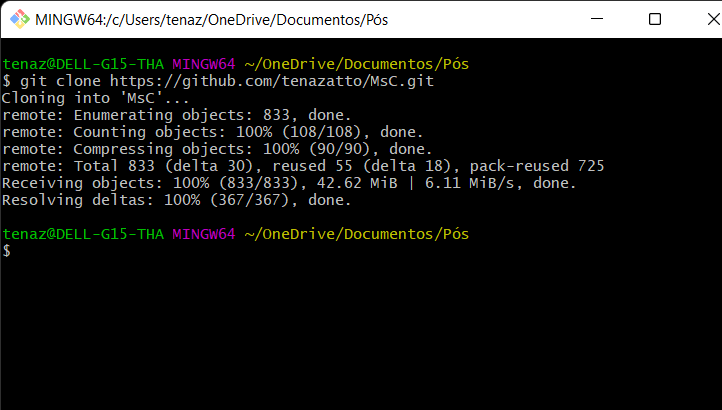 MINGW64:/c/Users/tenaz/OneDrive/Documentos/Pós
tenaz@DELL-G15-THA MINGW64 ~/OneDrive/Documentos/Pós
$ git clone https://github.com/tenazatto/MsC.git
Cloning into 'MsC'...
remote: Enumerating objects: 833, done.
remote: Counting objects: 100% (108/108), done.
remote: Compressing objects: 100% (90/90), done.
remote: Total 833 (delta 30), reused 55 (delta 18), pack-reused 725
Receiving objects: 100% (833/833), 42.62 MiB | 6.11 MiB/s, done.
Resolving deltas: 100% (367/367), done.
tenaz@DELL-G15-THA MINGW64 ~/OneDrive/Documentos/Pós
$